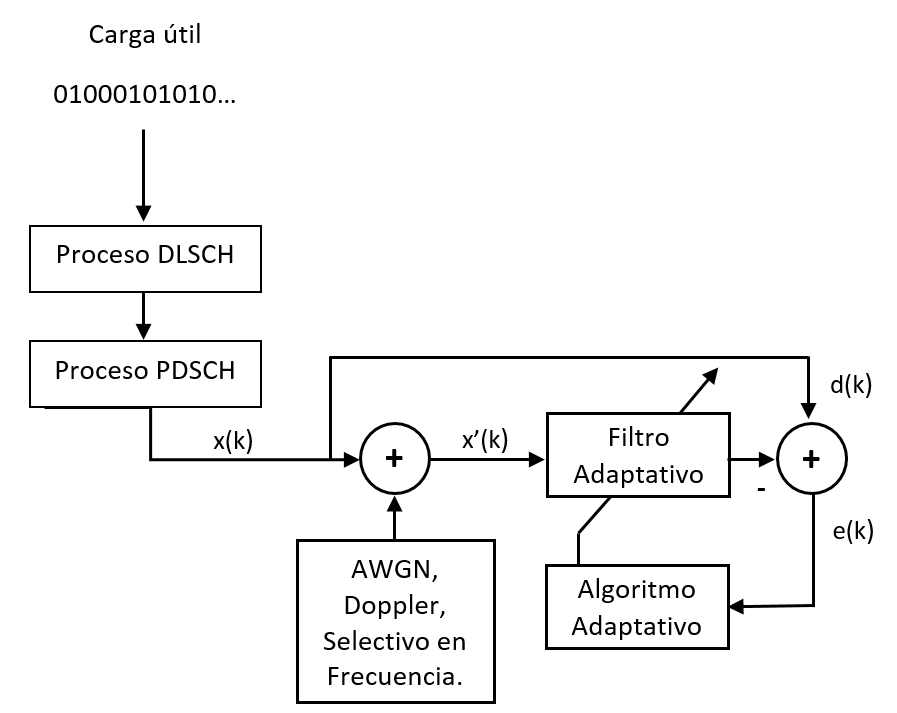 Carga útil
01000101010...
Proceso DLSCH
Proceso PDSCH
x(k)
x’(k)
d(k)
+
Filtro
Adaptativo
+
-
e(k)
AWGN,
Doppler,
Selectivo en
Frecuencia.
Algoritmo
Adaptativo